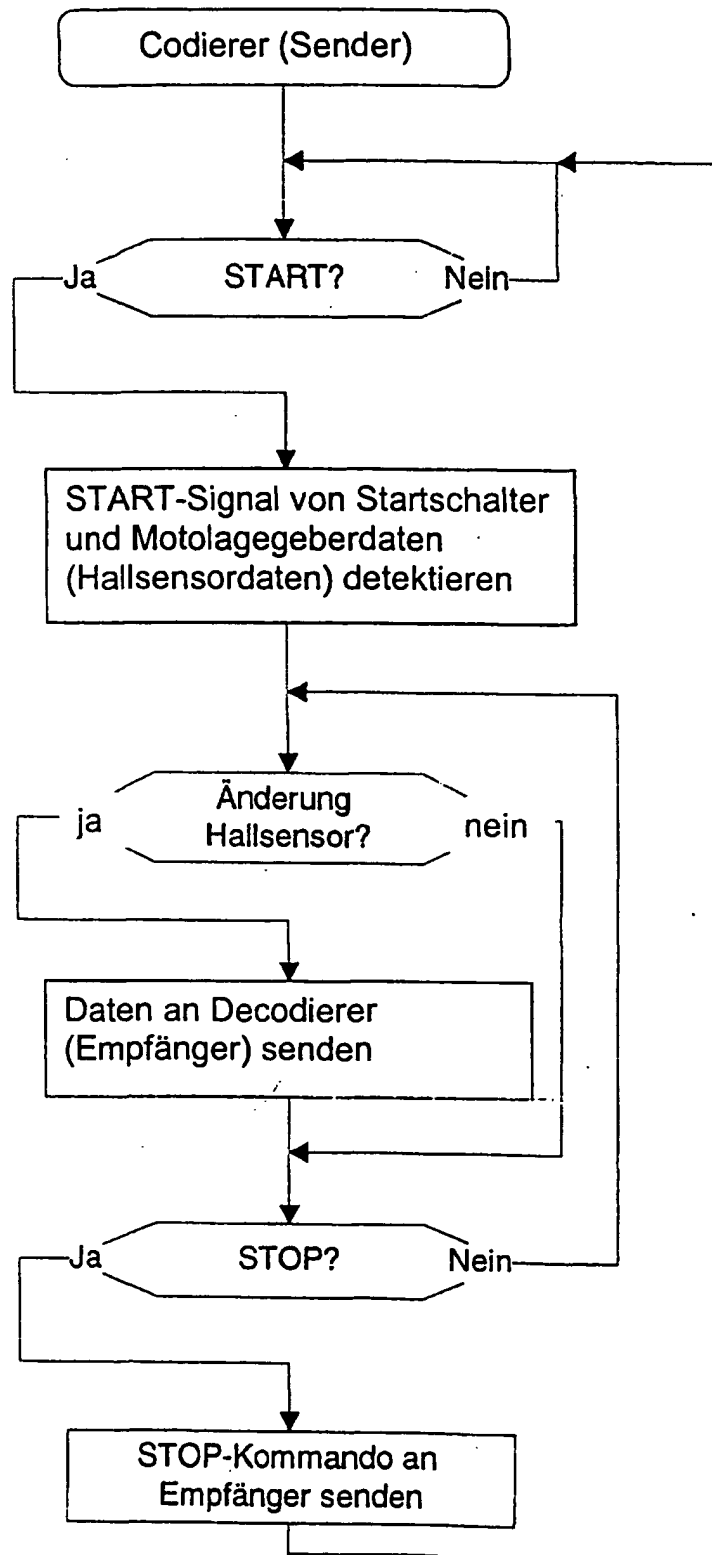 Codierer (Sender)
Ja
START?
Nein
START-Signal von Startschalter
und Motolagegeberdaten
(Hallsensordaten) detektieren
ja
Änderung
Hallsensor?
nein
Daten an Decodierer
(Empfänger) senden
Ja
STOP?
Nein
STOP-Kommando an
Empfänger senden